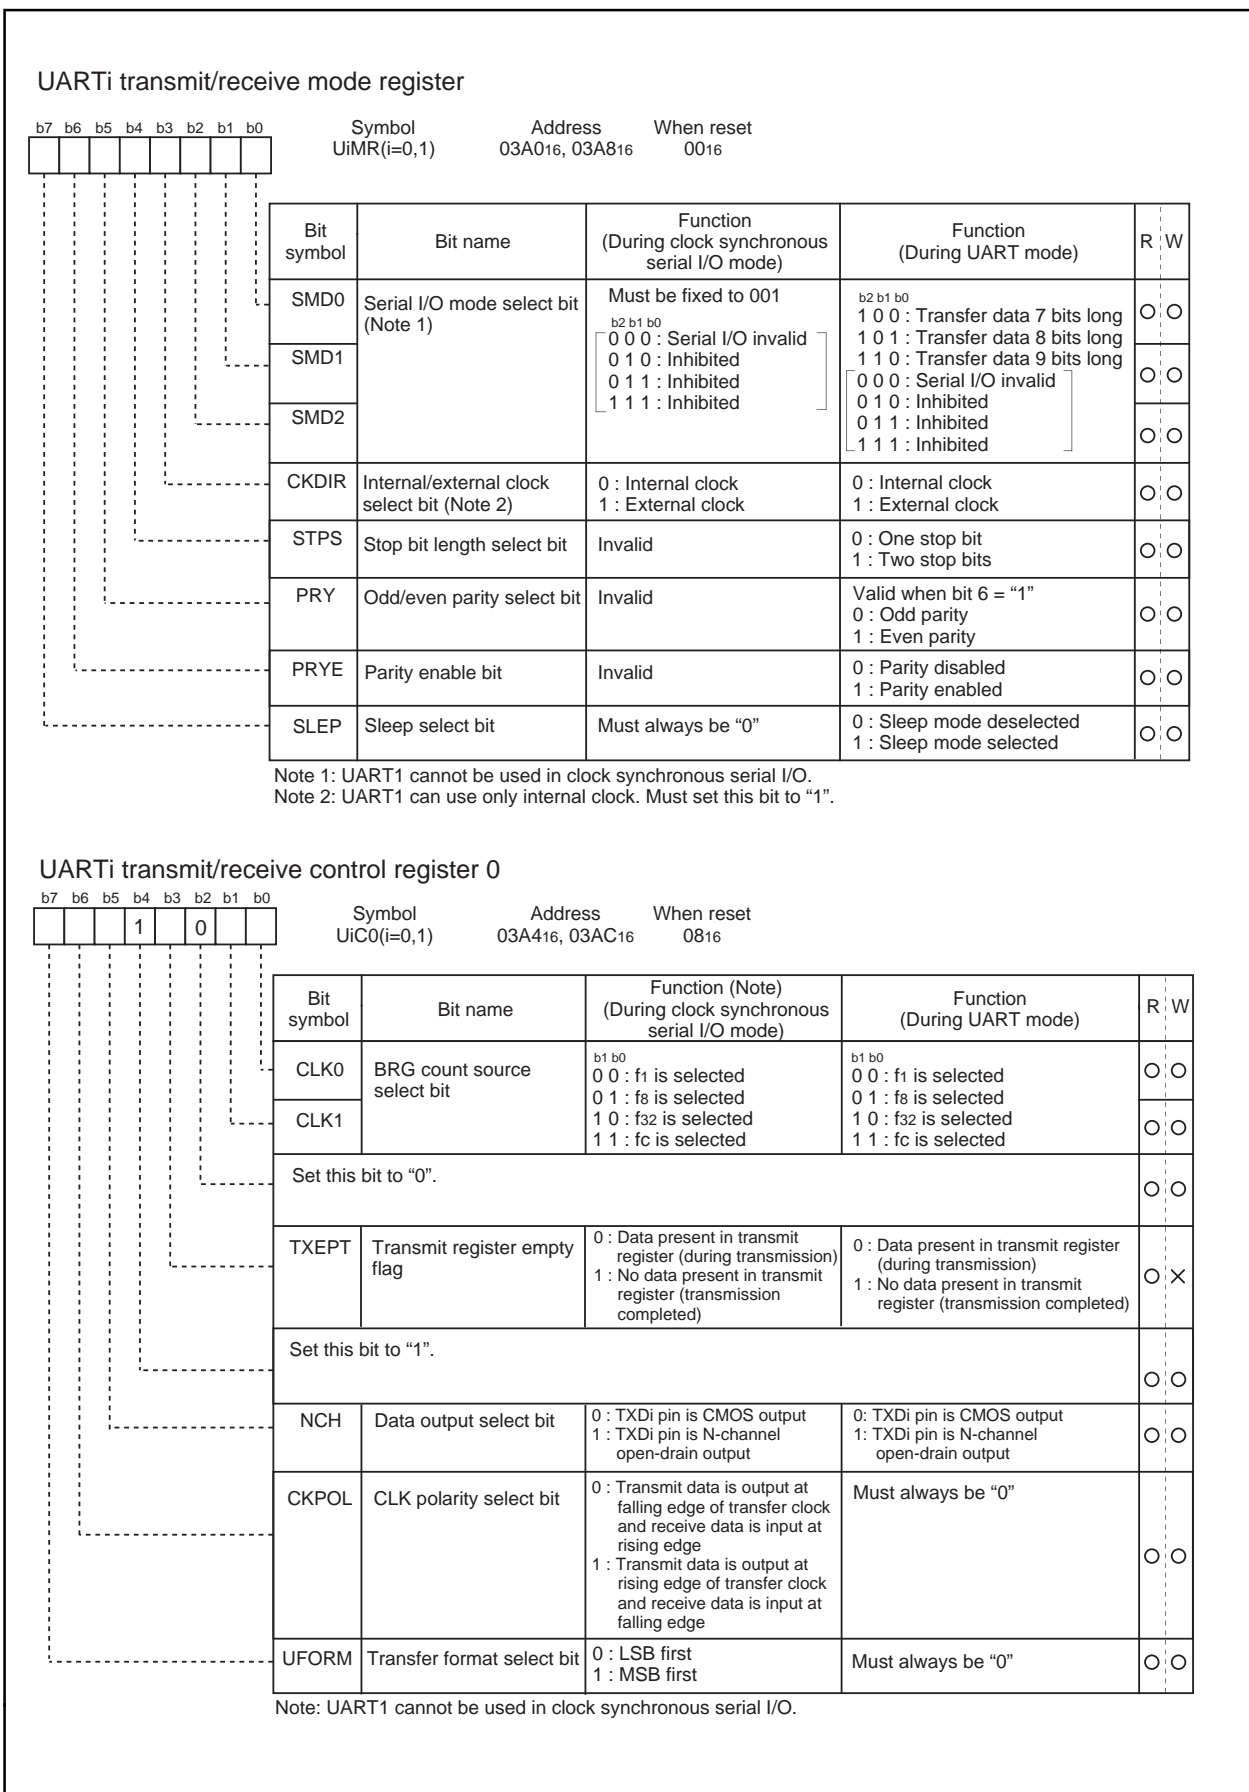 UARTi transmit/receive mode register
b7 b6 b5 b4 b3 b2 b1 b0
Symbol Address When reset
UiMR(i=0,1) 03A016, 03A816 0016
Bit symbol Bit name Function (During clock synchronous serial I/O mode) Function (During UART mode) R W
SMD0 Serial I/O mode select bit (Note 1)
SMD1
SMD2
Must be fixed to 001
b2 b1 b0
0 0 0 : Serial I/O invalid
0 1 0 : Inhibited
0 1 1 : Inhibited
1 1 1 : Inhibited
b2 b1 b0
1 0 0 : Transfer data 7 bits long
1 0 1 : Transfer data 8 bits long
1 1 0 : Transfer data 9 bits long
0 0 0 : Serial I/O invalid
0 1 0 : Inhibited
0 1 1 : Inhibited
1 1 1 : Inhibited
CKDIR Internal/external clock select bit (Note 2)
0 : Internal clock
1 : External clock
0 : Internal clock
1 : External clock
STPS Stop bit length select bit Invalid
0 : One stop bit
1 : Two stop bits
PRY Odd/even parity select bit Invalid
Valid when bit 6 = “1”
0 : Odd parity
1 : Even parity
PRYE Parity enable bit Invalid
0 : Parity disabled
1 : Parity enabled
SLEP Sleep select bit Must always be “0”
0 : Sleep mode deselected
1 : Sleep mode selected
Note 1: UART1 cannot be used in clock synchronous serial I/O.
Note 2: UART1 can use only internal clock. Must set this bit to “1”.
UARTi transmit/receive control register 0
b7 b6 b5 b4 b3 b2 b1 b0
1 0
Symbol Address When reset
UiC0(i=0,1) 03A416, 03AC16 0816
Bit symbol Bit name Function (Note) (During clock synchronous serial I/O mode) Function (During UART mode) R W
CLK0 BRG count source select bit
CLK1
b1 b0
0 0 : f1 is selected
0 1 : f8 is selected
1 0 : f32 is selected
1 1 : fc is selected
b1 b0
0 0 : f1 is selected
0 1 : f8 is selected
1 0 : f32 is selected
1 1 : fc is selected
Set this bit to “0”.
TXEPT Transmit register empty flag
0 : Data present in transmit
register (during transmission)
1 : No data present in transmit
register (transmission
completed)
0 : Data present in transmit register
(during transmission)
1 : No data present in transmit
register (transmission completed)
Set this bit to “1”.
NCH Data output select bit
0 : TXDi pin is CMOS output
1 : TXDi pin is N-channel
open-drain output
0: TXDi pin is CMOS output
1: TXDi pin is N-channel
open-drain output
CKPOL CLK polarity select bit
0 : Transmit data is output at
falling edge of transfer clock
and receive data is input at
rising edge
1 : Transmit data is output at
rising edge of transfer clock
and receive data is input at
falling edge
Must always be “0”
UFORM Transfer format select bit
0 : LSB first
1 : MSB first
Must always be “0”
Note: UART1 cannot be used in clock synchronous serial I/O.